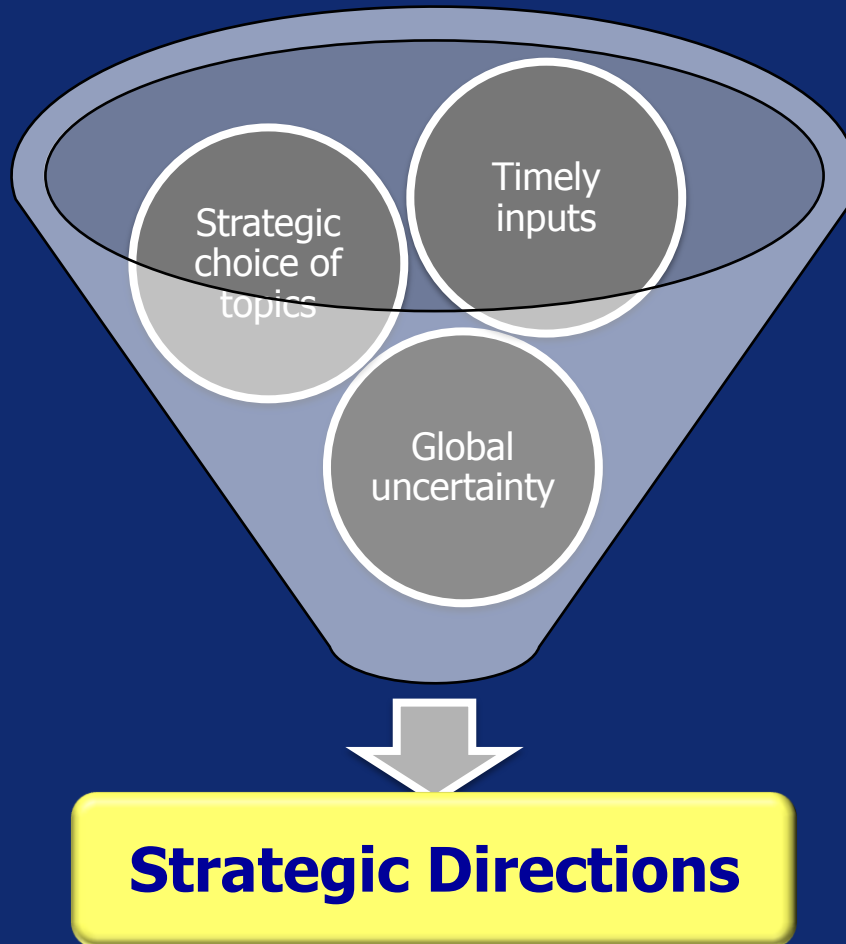 Timely
inputs
Strategic
choice of
topics
Global
uncertainty
Strategic Directions